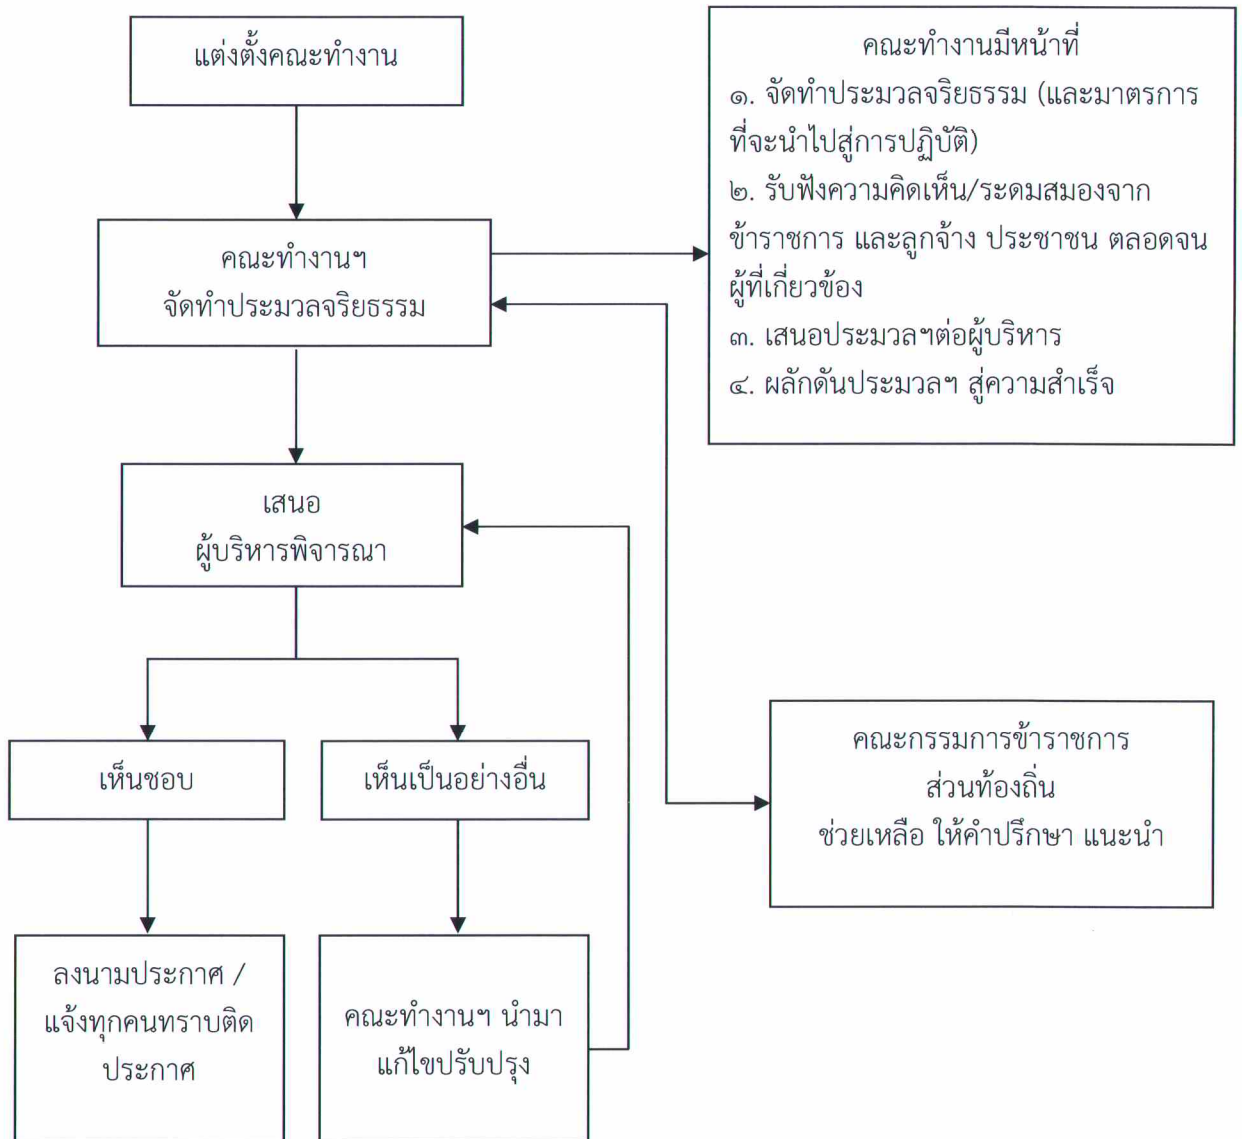 แต่งตั้งคณะทำงาน
คณะทำงานมีหน้าที่
๑. จัดทำประมวลจริยธรรม (และมาตรการ
ที่จะนำไปสู่การปฏิบัติ)
๒. รับฟังความคิดเห็น/ระดมสมองจาก
ข้าราชการ และลูกจ้าง ประชาชน ตลอดจน
ผู้ที่เกี่ยวข้อง
๓. เสนอประมวลฯต่อผู้บริหาร
๔. ผลักดันประมวลฯ สู่ความสำเร็จ
คณะทำงานฯ
จัดทำประมวลจริยธรรม
เสนอ
ผู้บริหารพิจารณา
เห็นชอบ
เห็นเป็นอย่างอื่น
คณะกรรมการข้าราชการ
ส่วนท้องถิ่น
ช่วยเหลือ ให้คำปรึกษา แนะนำ
ลงนามประกาศ /
แจ้งทุกคนทราบติด
ประกาศ
คณะทำงานฯ นำมา
แก้ไขปรับปรุง